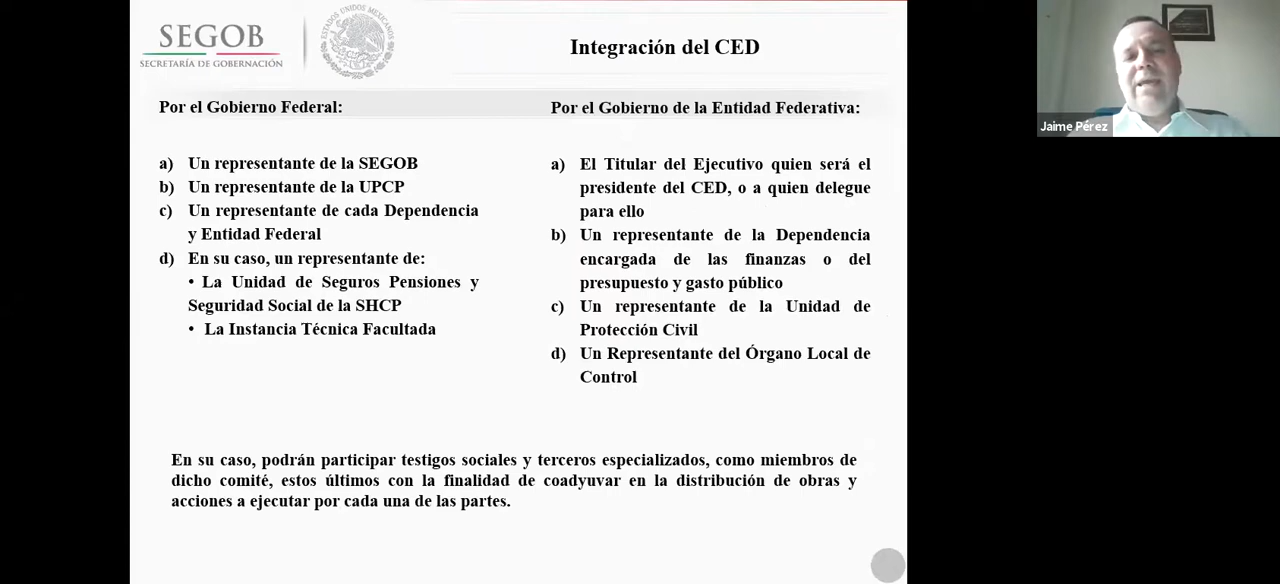 SEGOB
SECRETARÍA DE GOBERNACIÓN
ESTADOS UNIDOS MEXICANOS
Integración del CED
Por el Gobierno Federal:
a) Un representante de la SEGOB
b) Un representante de la UPCP
c) Un representante de cada Dependencia
y Entidad Federal
d) En su caso, un representante de:
• La Unidad de Seguros Pensiones y
Seguridad Social de la SHCP
• La Instancia Técnica Facultada
Por el Gobierno de la Entidad Federativa:
a) El Titular del Ejecutivo quien será el
presidente del CED, o a quien delegue
para ello
b) Un representante de la Dependencia
encargada de las finanzas o del
presupuesto y gasto público
c) Un representante de la Unidad de
Protección Civil
d) Un Representante del Órgano Local de
Control
En su caso, podrán participar testigos sociales y terceros especializados, como miembros de
dicho comité, estos últimos con la finalidad de coadyuvar en la distribución de obras y
acciones a ejecutar por cada una de las partes.
Jaime Pérez